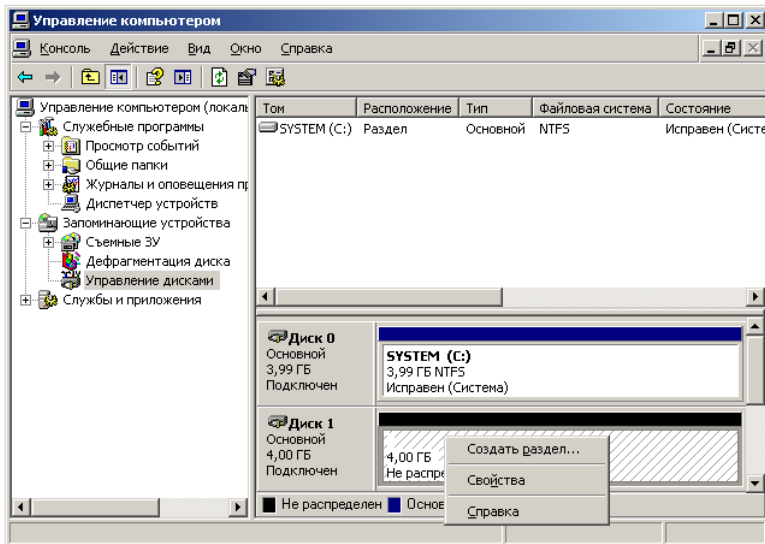 Управление компьютером
Консоль Действие Вид Окно Справка
Управление компьютером (локаль
Служебные программы
Просмотр событий
Общие папки
Журналы и оповещения пр
Диспетчер устройств
Запоминающие устройства
Съемные ЗУ
Дефрагментация диска
Управление дисками
Службы и приложения
Том Расположение Тип Файловая система Состояние
SYSTEM (C:) Раздел Основной NTFS Исправен (Систе
Диск 0
Основной
3,99 ГБ
Подключен
SYSTEM (C:)
3,99 ГБ NTFS
Исправен (Система)
Диск 1
Основной
4,00 ГБ
Подключен
4,00 ГБ
Не распре
Создать раздел...
Свойства
Справка
Не распределен Основ